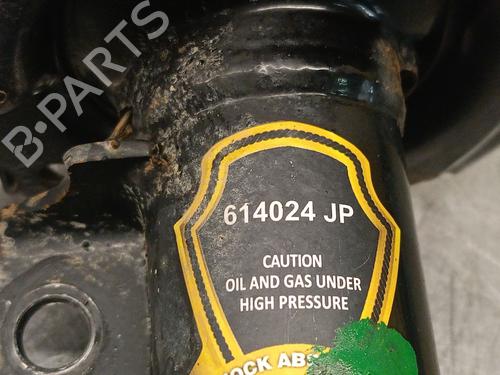 B-PARTS
614024 JP
CAUTION
OIL AND GAS UNDER
HIGH PRESSURE